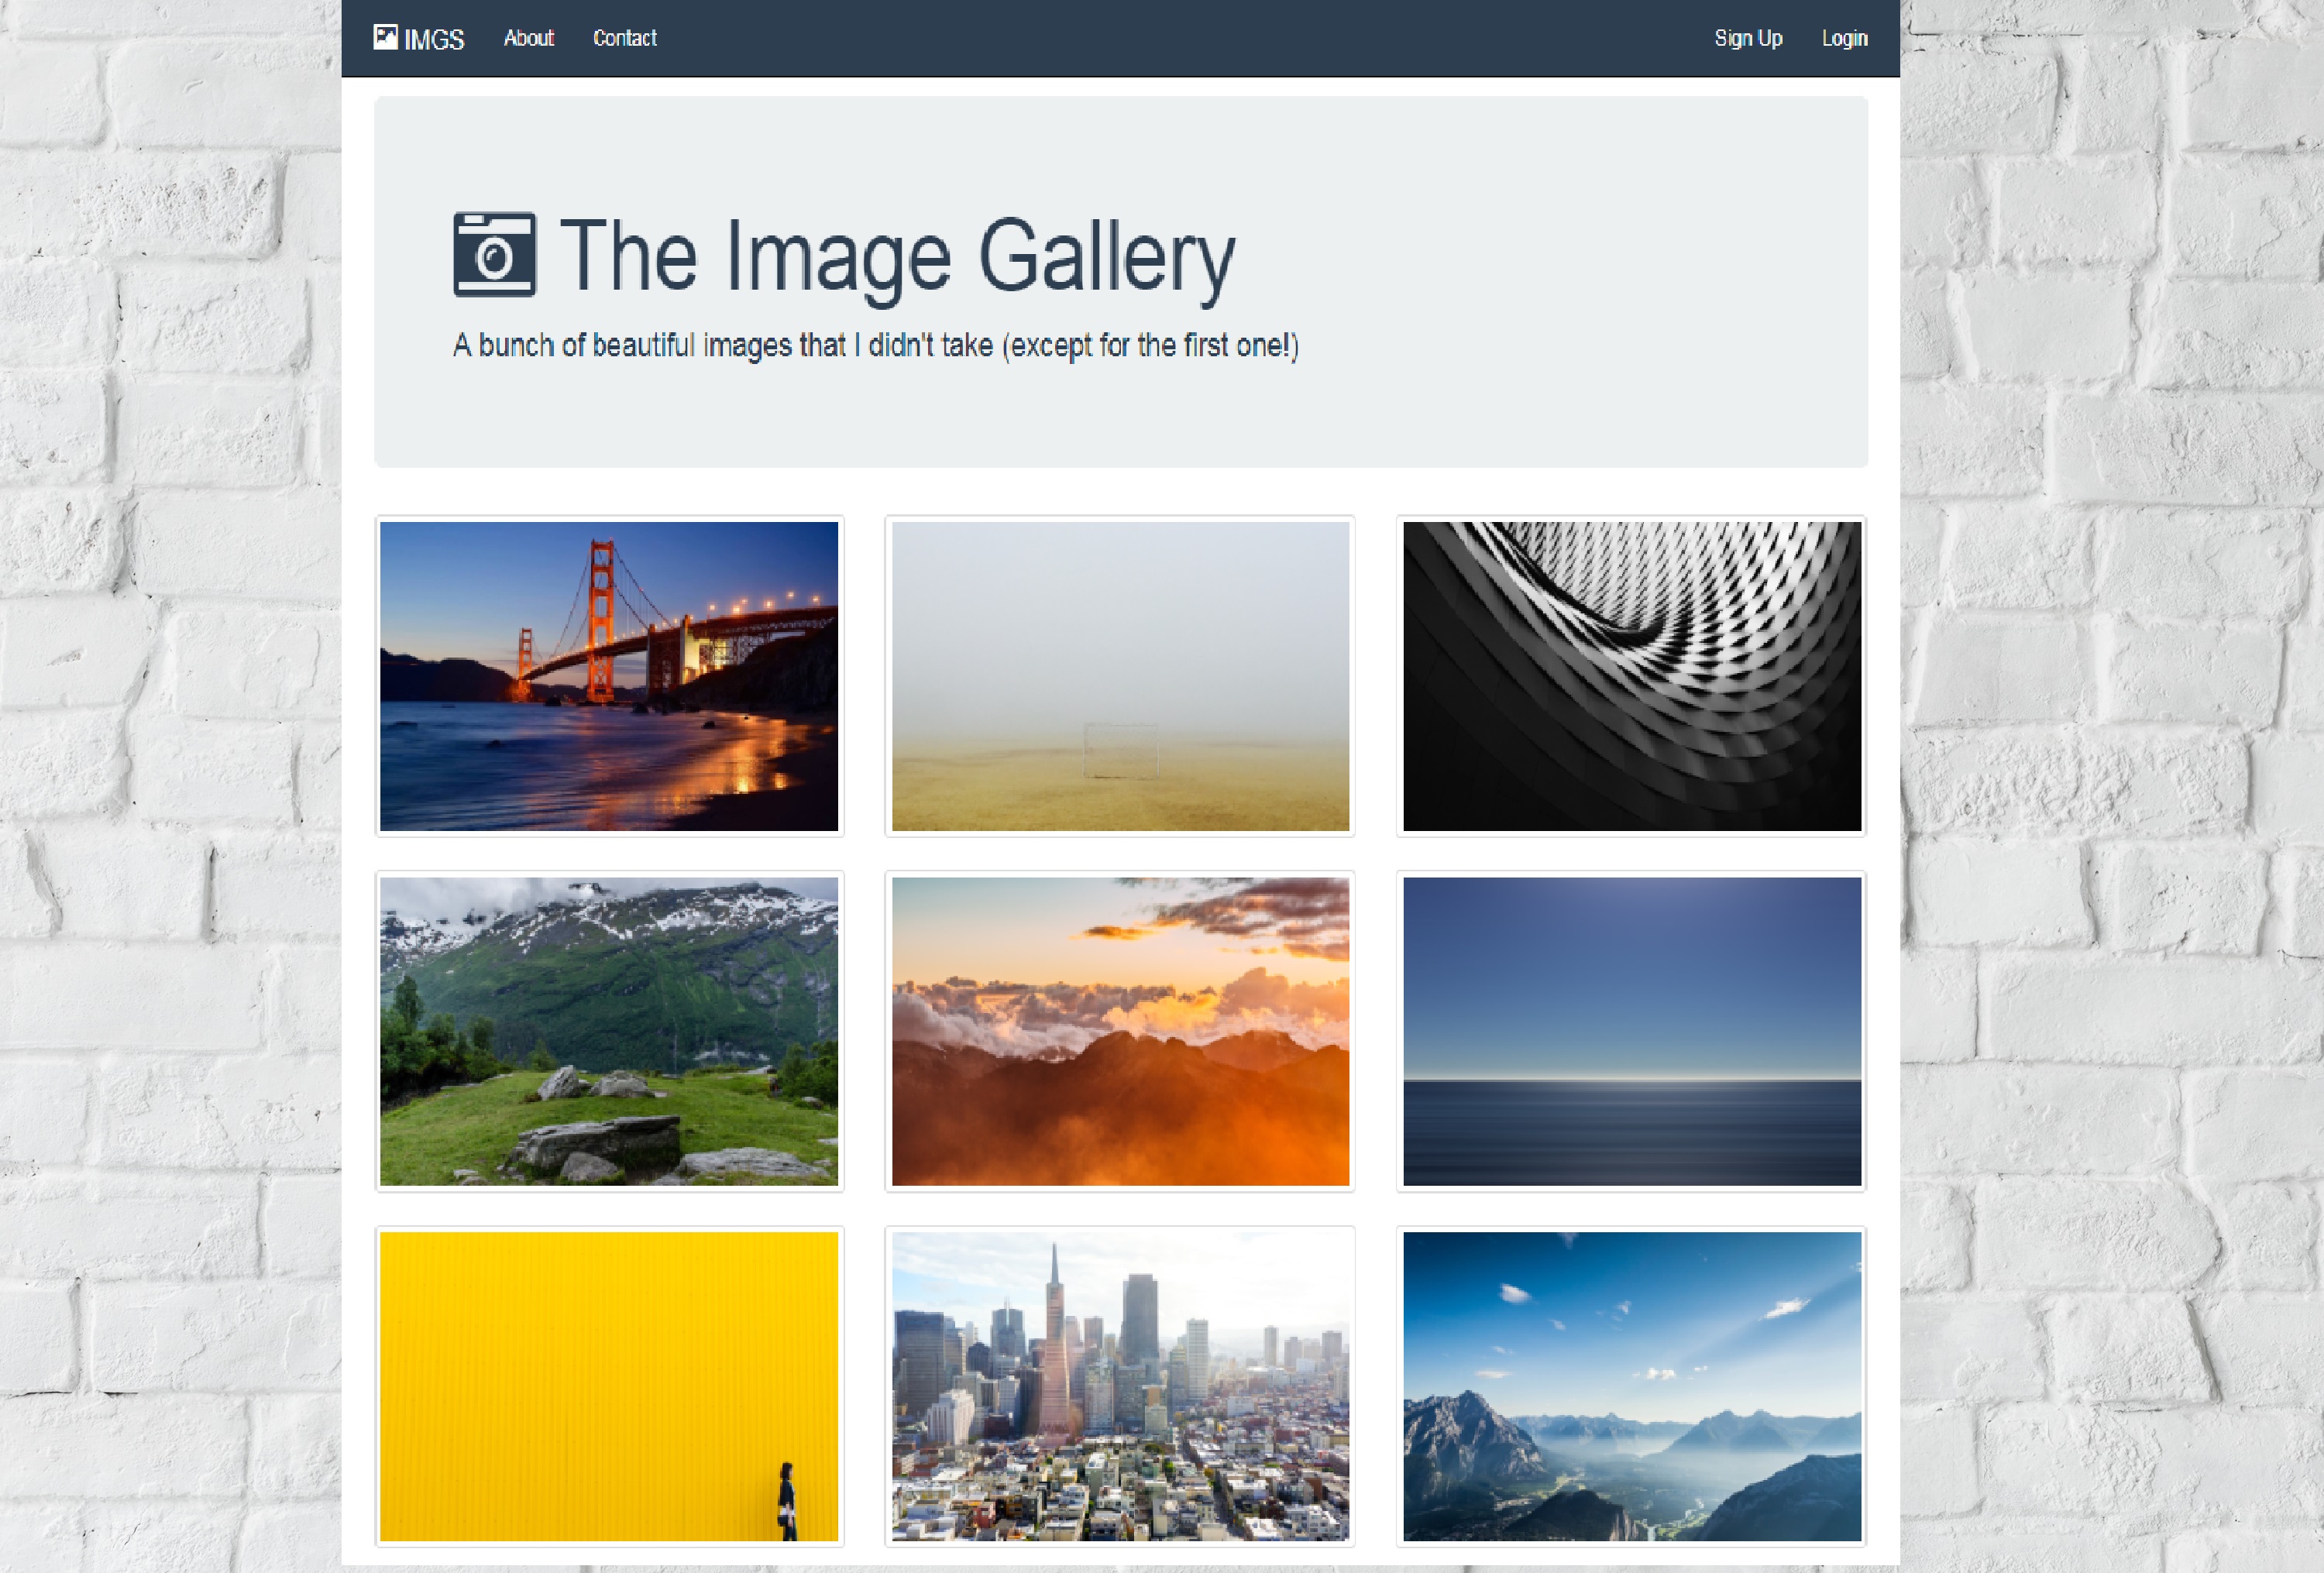 IMGS About Contact Sign Up Login
The Image Gallery
A bunch of beautiful images that I didn't take (except for the first one!)